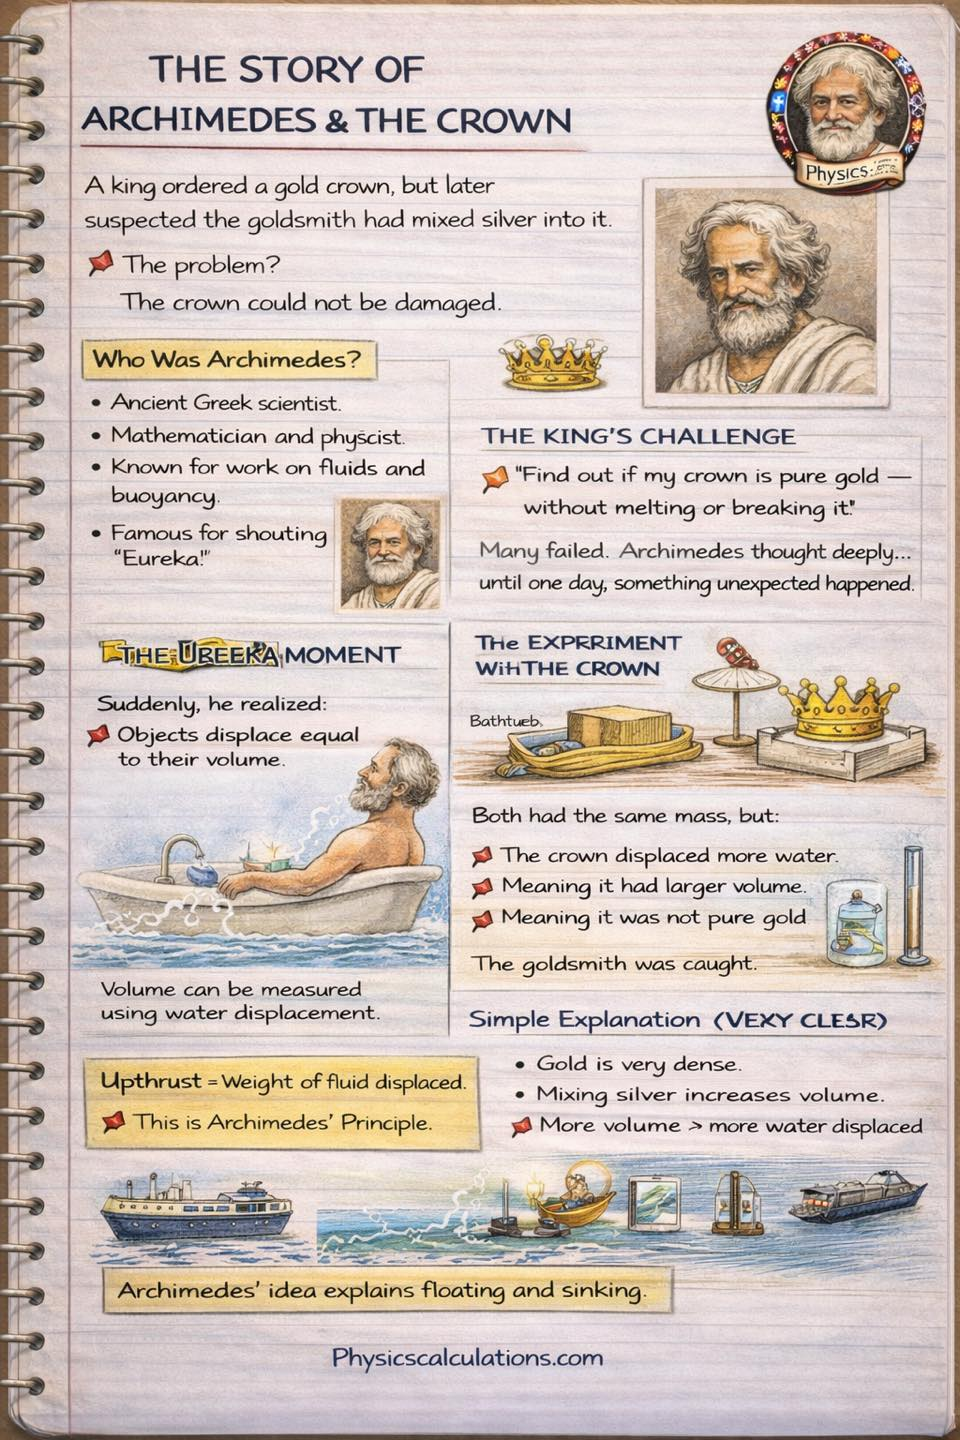 THE STORY OF
ARCHIMEDES & THE CROWN
Physics
A king ordered a gold crown, but later
suspected the goldsmith had mixed silver into it.
The problem?
The crown could not be damaged.
Who Was Archimedes?
• Ancient Greek scientist.
• Mathematician and physcist.
• Known for work on fluids and
buoyancy.
• Famous for shouting
"Eureka!"
THE KING'S CHALLENGE
"Find out if my crown is pure gold —
without melting or breaking it."
Many failed. Archimedes thought deeply...
until one day, something unexpected happened.
THE UREEKA MOMENT
Suddenly, he realized:
Objects displace equal
to their volume.
Volume can be measured
using water displacement.
THe EXPRRIMENT
WiHTHE CROWN
Bathtueb.
Both had the same mass, but:
The crown displaced more water.
Meaning it had larger volume.
Meaning it was not pure gold
The goldsmith was caught.
Simple Explanation (VEXY CLESR)
• Gold is very dense.
• Mixing silver increases volume.
More volume > more water displaced
Upthrust = Weight of fluid displaced.
This is Archimedes' Principle.
Archimedes' idea explains floating and sinking.
Physicscalculations.com